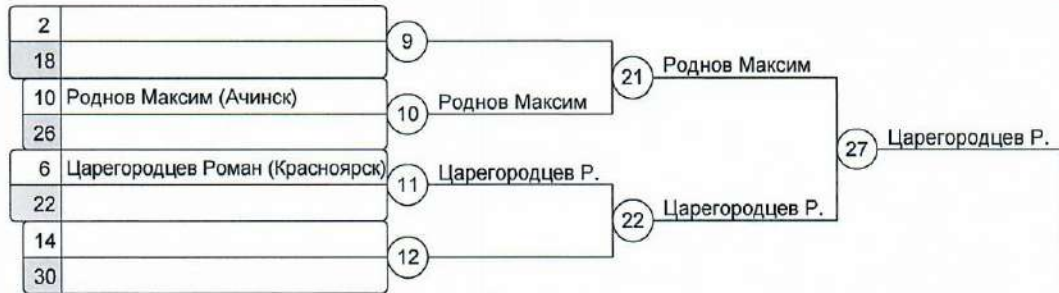 2
18
9
10 Роднов Максим (Ачинск)
26
10 Роднов Максим
21 Роднов Максим
6 Царегородцев Роман (Красноярск)
22
11 Царегородцев Р.
14
30
12
22 Царегородцев Р.
27 Царегородцев Р.